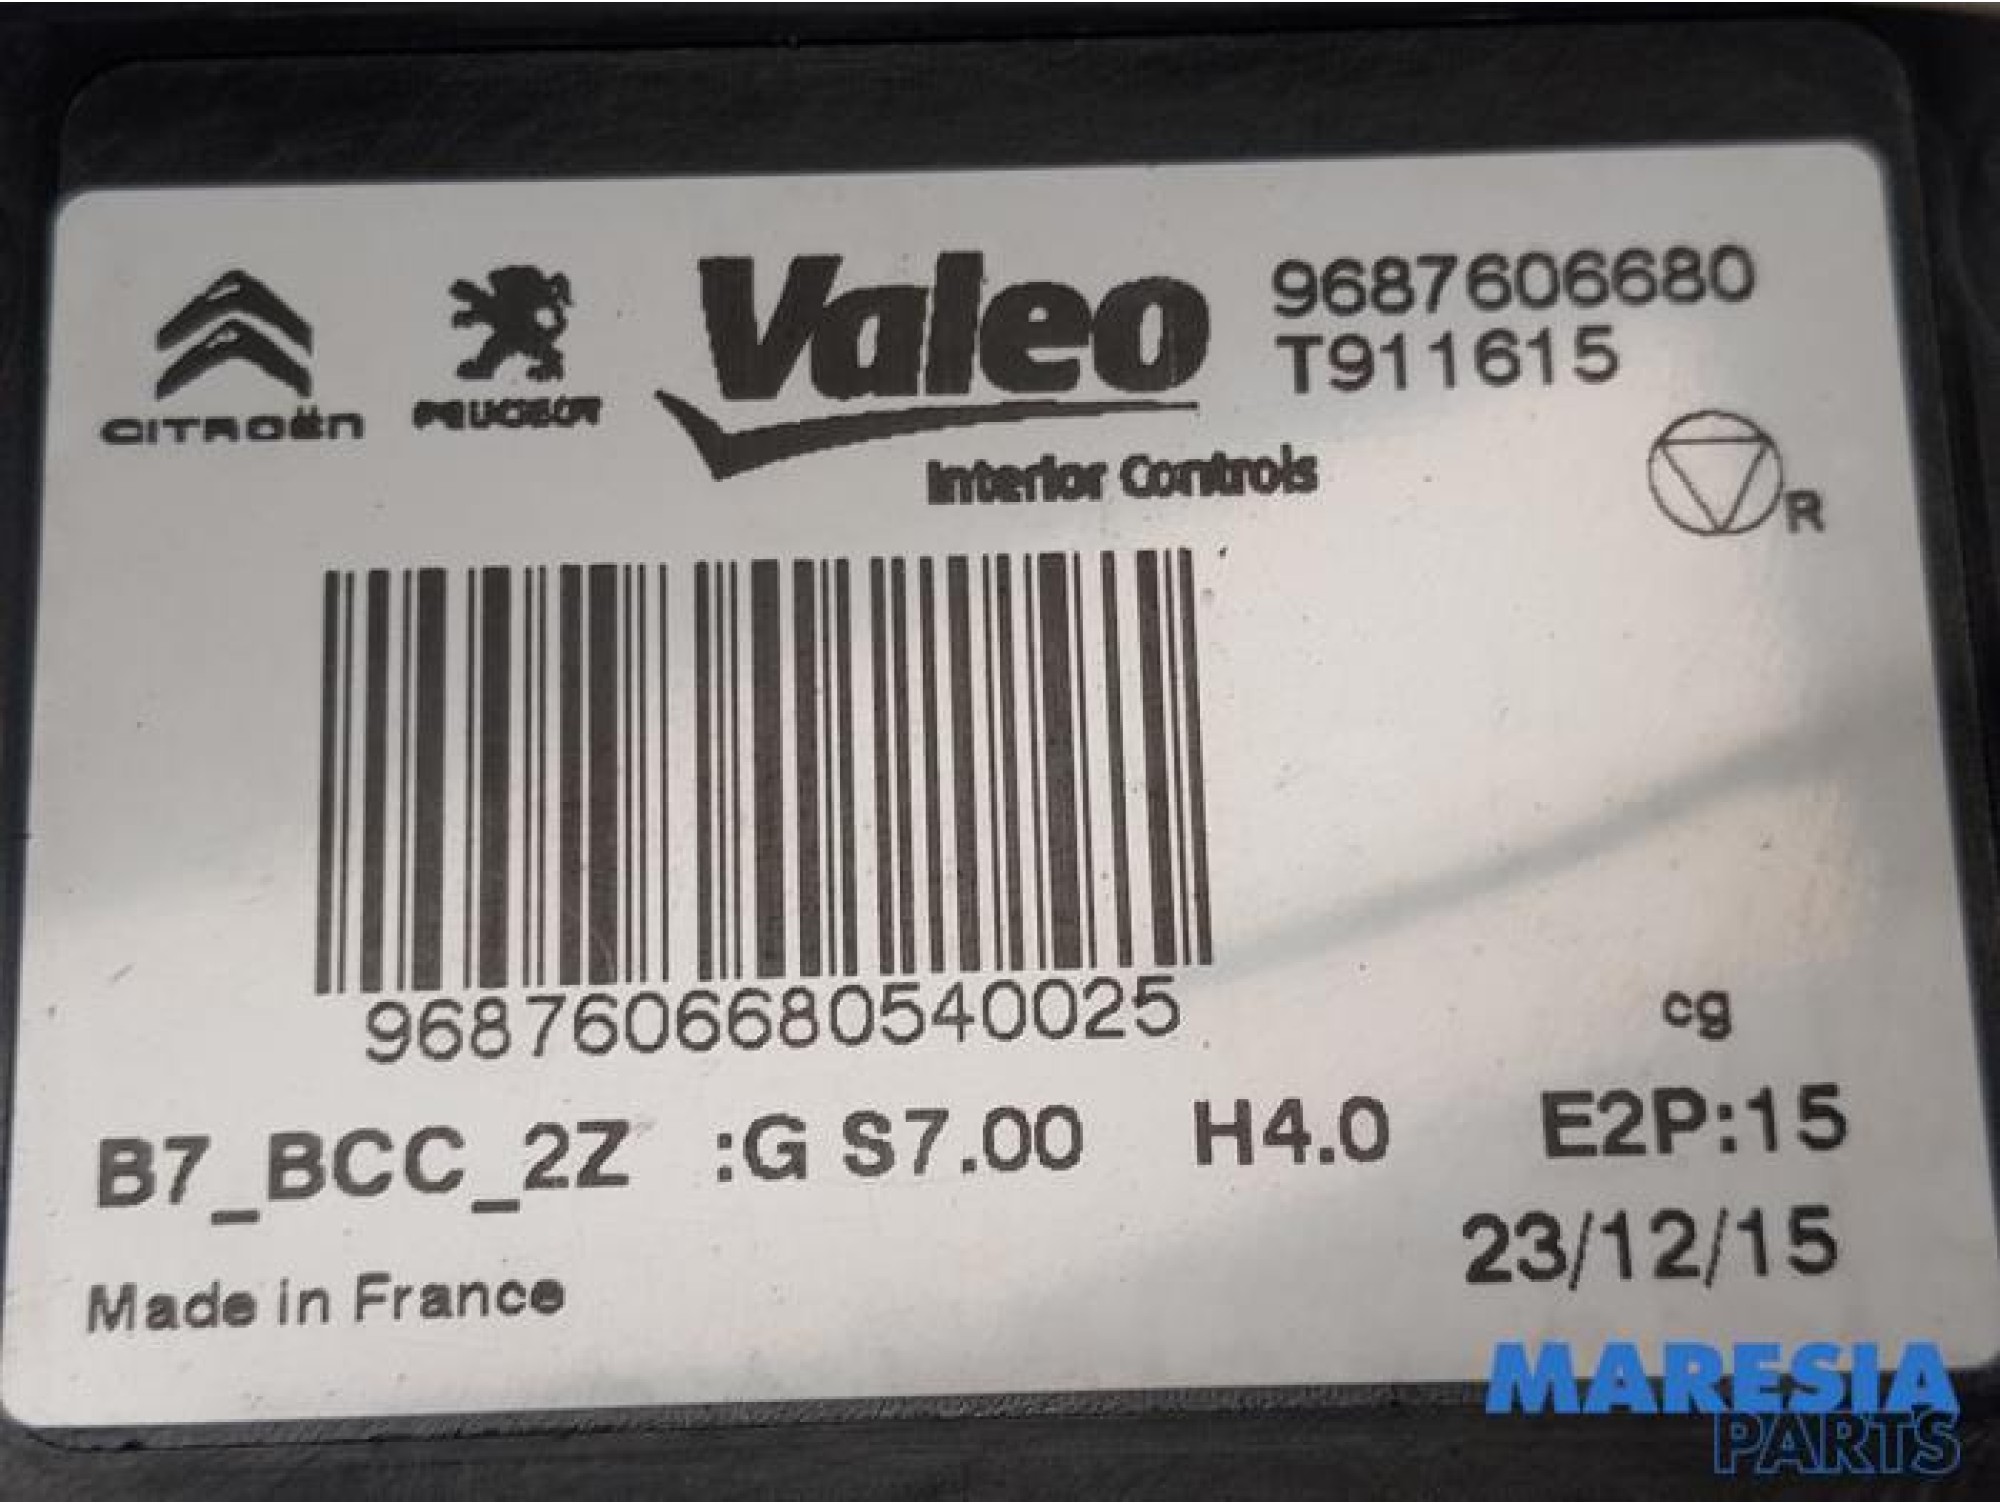 CITROËN
PEUGEOT
Valeo
Interior Controls
9687606680
T911615
R
9687606680540025
cg
B7_BCC_2Z :G S7.00 H4.0 E2P:15
23/12/15
Made in France
MARESIA
PARTS